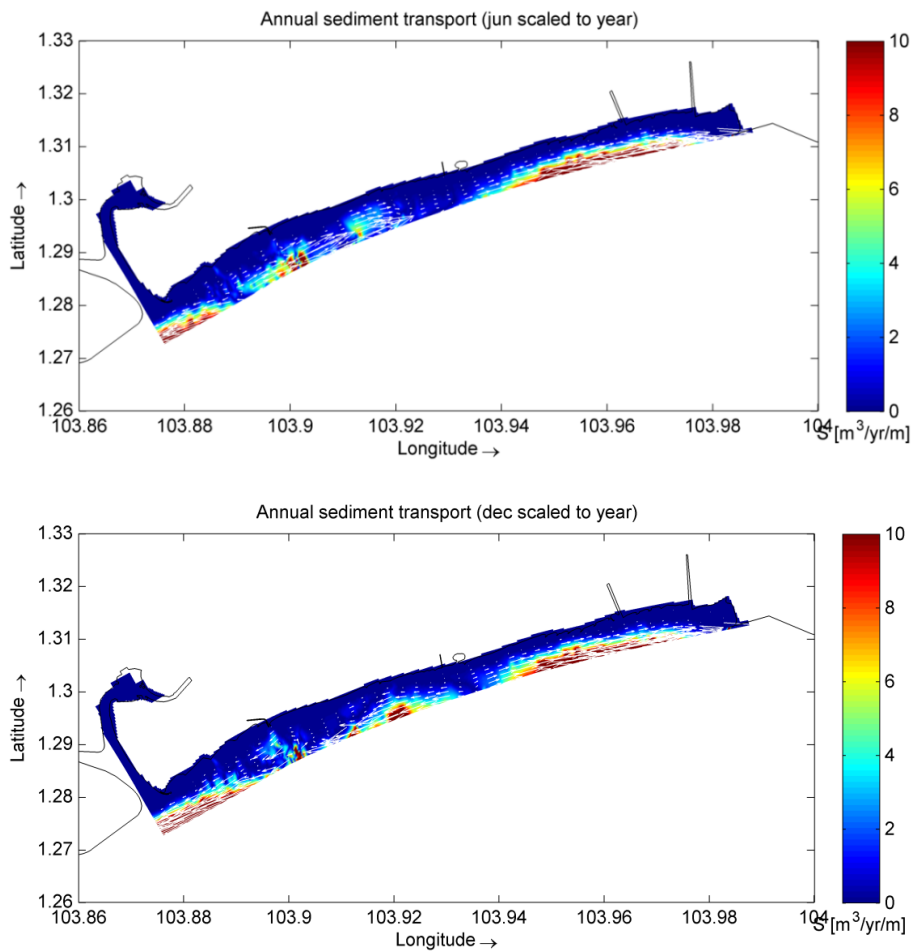 Annual sediment transport (jun scaled to year)
1.33
1.32
1.31
1.3
1.29
1.28
1.27
1.26
Latitude →
103.86 103.88 103.9 103.92 103.94 103.96 103.98 104
Longitude →
10
8
6
4
2
0
S [m³/yr/m]
Annual sediment transport (dec scaled to year)
1.33
1.32
1.31
1.3
1.29
1.28
1.27
1.26
Latitude →
103.86 103.88 103.9 103.92 103.94 103.96 103.98 104
Longitude →
10
8
6
4
2
0
S [m³/yr/m]